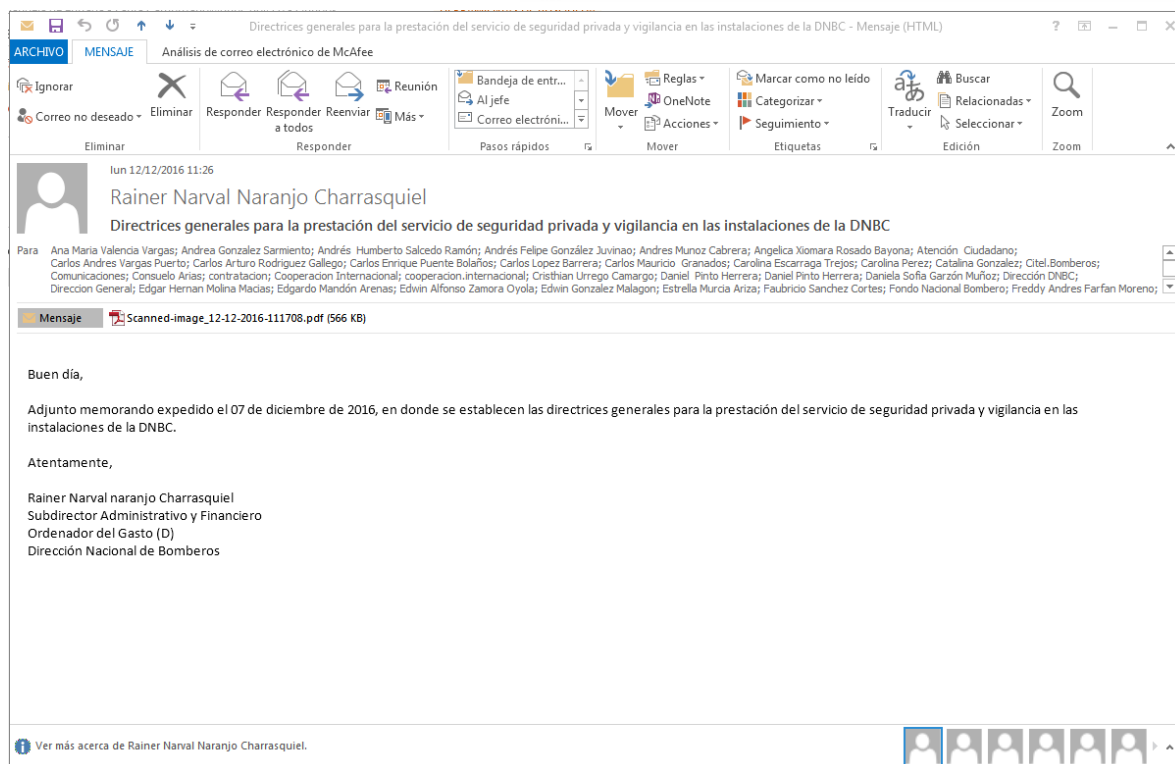 Directrices generales para la prestación del servicio de seguridad privada y vigilancia en las instalaciones de la DNBC - Mensaje (HTML)
ARCHIVO MENSAJE Análisis de correo electrónico de McAfee
Ignorar
Correo no deseado
Eliminar
Eliminar
Responder Responder a todos Reenviar
Reunión
Más
Responder
Bandeja de entr...
Al jefe
Correo electróni...
Pasos rápidos
Mover
Reglas
OneNote
Acciones
Mover
Marcar como no leído
Categorizar
Seguimiento
Etiquetas
Traducir
Buscar
Relacionadas
Seleccionar
Edición
Zoom
Zoom
lun 12/12/2016 11:26
Rainer Narval Naranjo Charrasquiel
Directrices generales para la prestación del servicio de seguridad privada y vigilancia en las instalaciones de la DNBC
Para Ana Maria Valencia Vargas; Andrea Gonzalez Sarmiento; Andrés Humberto Salcedo Ramón; Andrés Felipe González Juvinao; Andres Munoz Cabrera; Angelica Xiomara Rosado Bayona; Atención Ciudadano;
Carlos Andres Vargas Puerto; Carlos Arturo Rodriguez Gallego; Carlos Enrique Puente Bolaños; Carlos Lopez Barrera; Carlos Mauricio Granados; Carolina Escarraga Trejos; Carolina Perez; Catalina Gonzalez; Citel.Bomberos;
Comunicaciones; Consuelo Arias; contratacion; Cooperacion Internacional; cooperacion.internacional; Cristhian Urrego Camargo; Daniel Pinto Herrera; Daniel Pinto Herrera; Daniela Sofia Garzón Muñoz; Dirección DNBC;
Direccion General; Edgar Hernan Molina Macias; Edgardo Mandón Arenas; Edwin Alfonso Zamora Oyola; Edwin Gonzalez Malagon; Estrella Murcia Ariza; Faubricio Sanchez Cortes; Fondo Nacional Bombero; Freddy Andres Farfan Moreno;
Mensaje Scanned-image_12-12-2016-111708.pdf (566 KB)
Buen día,
Adjunto memorando expedido el 07 de diciembre de 2016, en donde se establecen las directrices generales para la prestación del servicio de seguridad privada y vigilancia en las
instalaciones de la DNBC.
Atentamente,
Rainer Narval naranjo Charrasquiel
Subdirector Administrativo y Financiero
Ordenador del Gasto (D)
Dirección Nacional de Bomberos
Ver más acerca de Rainer Narval Naranjo Charrasquiel.